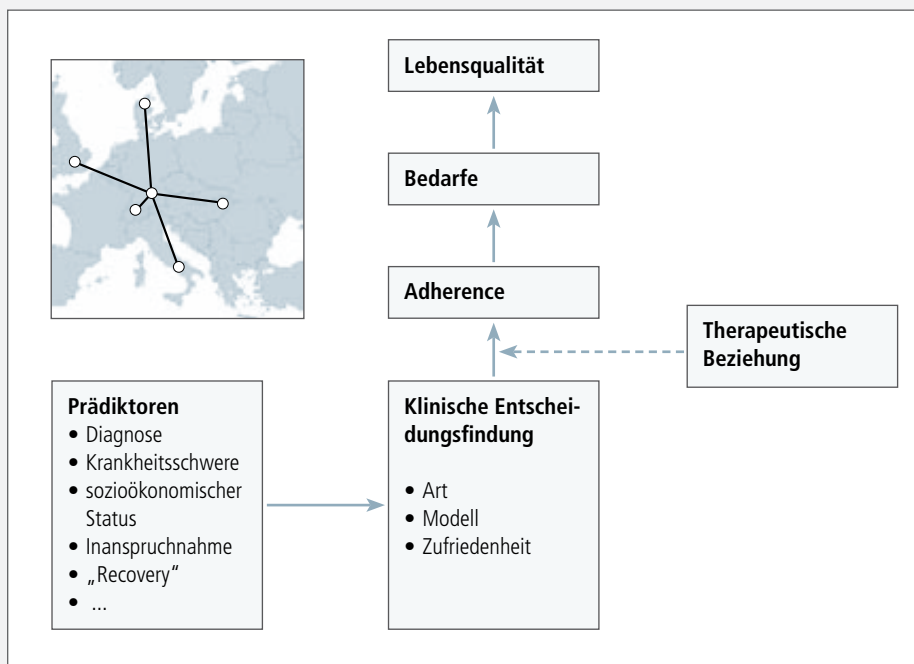 Lebensqualität
Bedarfe
Adherence
Therapeutische
Beziehung
Prädiktoren
• Diagnose
• Krankheitsschwere
• sozioökonomischer
Status
• Inanspruchnahme
• „Recovery“
• ...
Klinische Entschei-
dungsfindung
• Art
• Modell
• Zufriedenheit